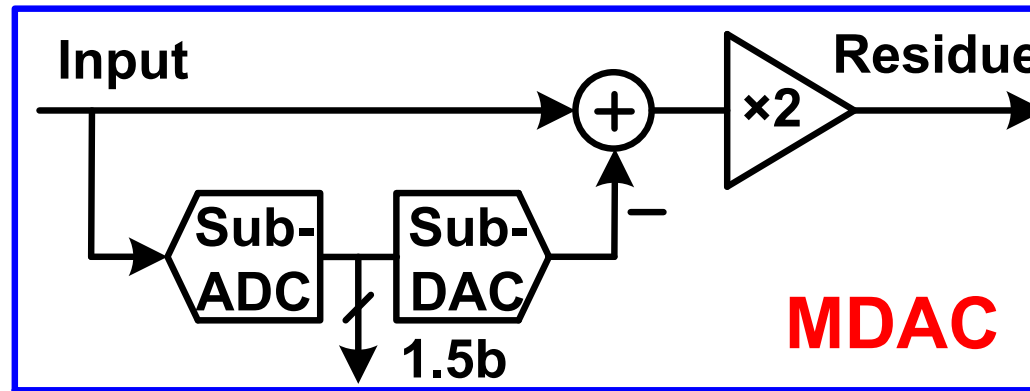 Input
Residue
+
×2
–
Sub-
ADC
Sub-
DAC
1.5b
MDAC